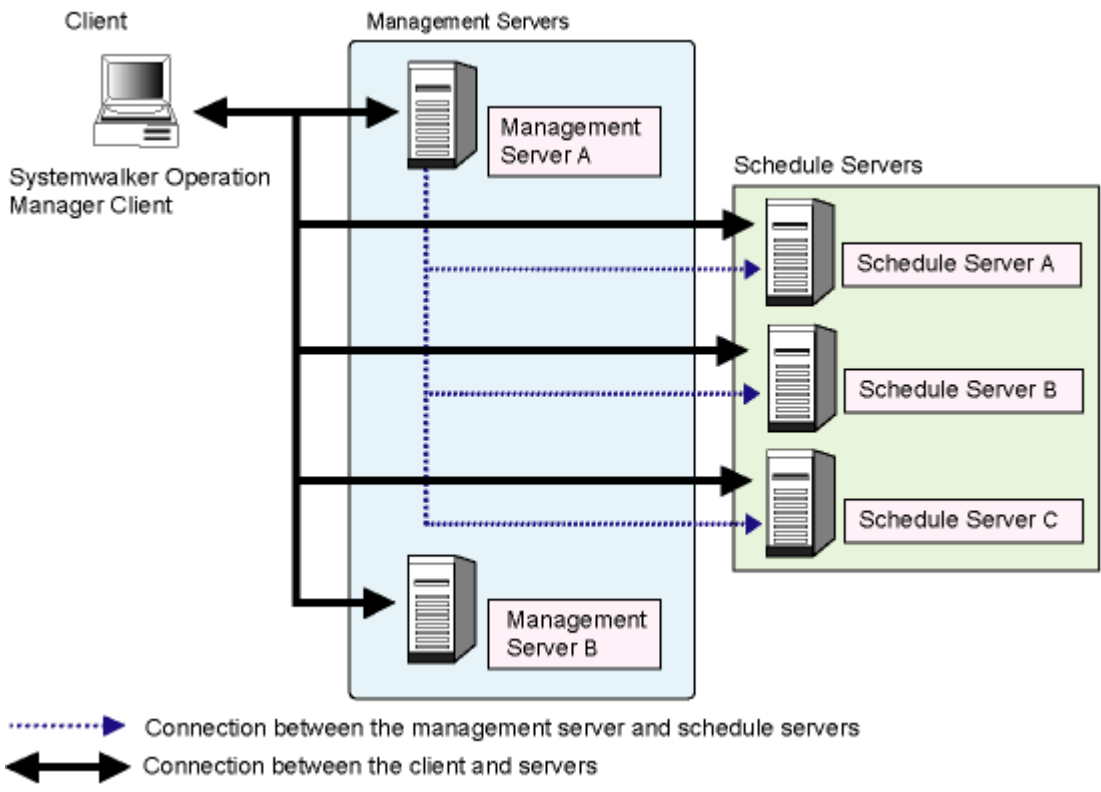 Client
Management Servers
Management
Server A
Systemwalker Operation
Manager Client
Schedule Servers
Schedule Server A
Schedule Server B
Schedule Server C
Management
Server B
Connection between the management server and schedule servers
Connection between the client and servers